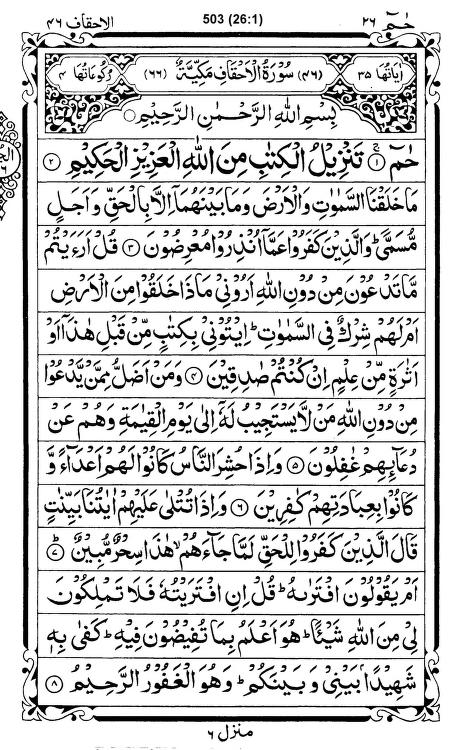 الاحقاف ٤٦ 503 (26:1) حٰمٓ ٢٦
اٰيَاتُهَا ٣٥ (٤٦) سُوْرَةُ الْاَحْقَافِ مَكِّيَّةٌ (٦٦) رُكُوْعَاتُهَا ٤
بِسْمِ اللّٰهِ الرَّحْمٰنِ الرَّحِيْمِ
حٰمٓ ۚ ﴿١﴾ تَنْزِيْلُ الْكِتٰبِ مِنَ اللّٰهِ الْعَزِيْزِ الْحَكِيْمِ ﴿٢﴾
مَا خَلَقْنَا السَّمٰوٰتِ وَالْاَرْضَ وَمَا بَيْنَهُمَاۤ اِلَّا بِالْحَقِّ وَاَجَلٍ
مُّسَمًّى ؕ وَالَّذِيْنَ كَفَرُوْا عَمَّاۤ اُنْذِرُوْا مُعْرِضُوْنَ ﴿٣﴾ قُلْ اَرَءَيْتُمْ
مَّا تَدْعُوْنَ مِنْ دُوْنِ اللّٰهِ اَرُوْنِيْ مَاذَا خَلَقُوْا مِنَ الْاَرْضِ
اَمْ لَهُمْ شِرْكٌ فِي السَّمٰوٰتِ ؕ اِيْتُوْنِيْ بِكِتٰبٍ مِّنْ قَبْلِ هٰذَاۤ اَوْ
اَثٰرَةٍ مِّنْ عِلْمٍ اِنْ كُنْتُمْ صٰدِقِيْنَ ﴿٤﴾ وَمَنْ اَضَلُّ مِمَّنْ يَّدْعُوْا
مِنْ دُوْنِ اللّٰهِ مَنْ لَّا يَسْتَجِيْبُ لَهٗۤ اِلٰى يَوْمِ الْقِيٰمَةِ وَهُمْ عَنْ
دُعَآئِهِمْ غٰفِلُوْنَ ﴿٥﴾ وَاِذَا حُشِرَ النَّاسُ كَانُوْا لَهُمْ اَعْدَآءً وَّ
كَانُوْا بِعِبَادَتِهِمْ كٰفِرِيْنَ ﴿٦﴾ وَاِذَا تُتْلٰى عَلَيْهِمْ اٰيٰتُنَا بَيِّنٰتٍ
قَالَ الَّذِيْنَ كَفَرُوْا لِلْحَقِّ لَمَّا جَآءَهُمْ ۙ هٰذَا سِحْرٌ مُّبِيْنٌ ؕ ﴿٧﴾
اَمْ يَقُوْلُوْنَ افْتَرٰىهُ ؕ قُلْ اِنِ افْتَرَيْتُهٗ فَلَا تَمْلِكُوْنَ
لِيْ مِنَ اللّٰهِ شَيْئًا ؕ هُوَ اَعْلَمُ بِمَا تُفِيْضُوْنَ فِيْهِ ؕ كَفٰى بِهٖ
شَهِيْدًاۢ بَيْنِيْ وَبَيْنَكُمْ ؕ وَهُوَ الْغَفُوْرُ الرَّحِيْمُ ﴿٨﴾
منزل ٦